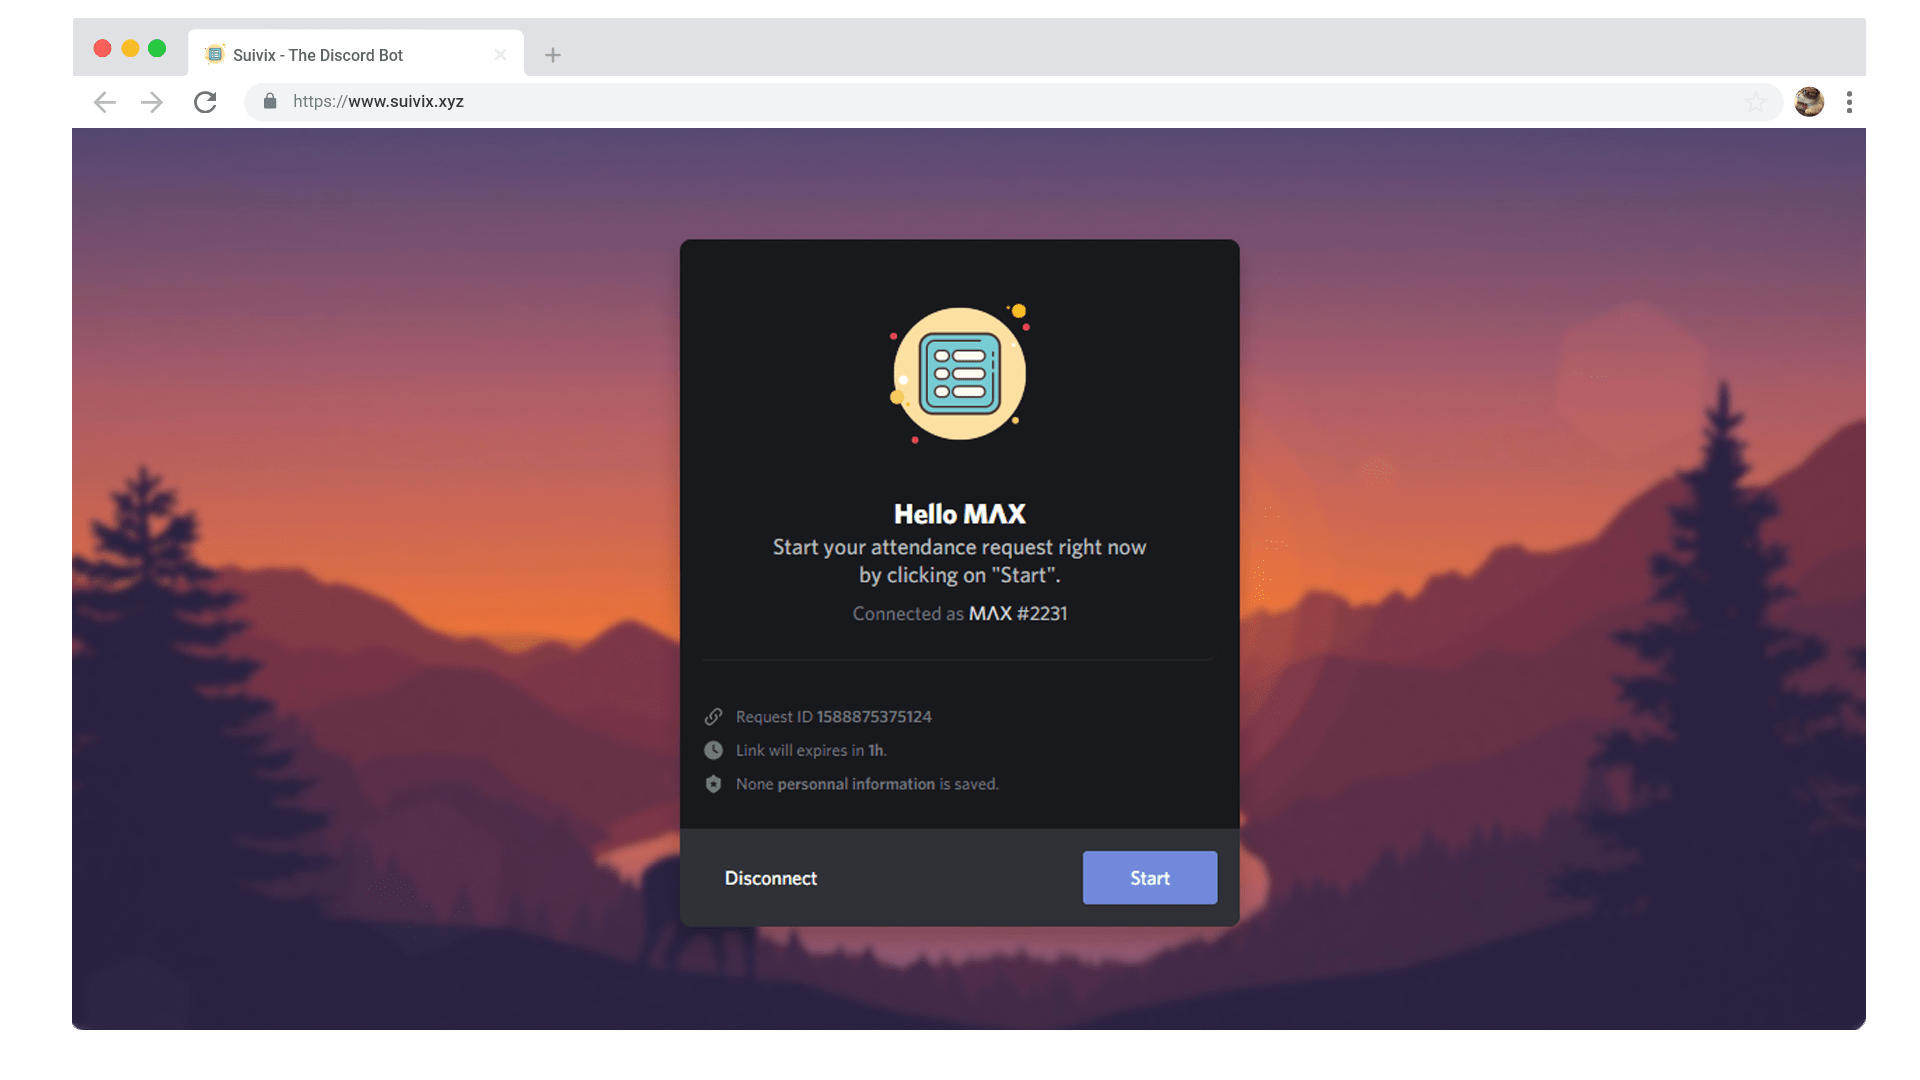 Suivix - The Discord Bot
https://www.suivix.xyz
Hello MΛX
Start your attendance request right now
by clicking on "Start".
Connected as MΛX #2231
Request ID 1588875375124
Link will expires in 1h.
None personnal information is saved.
Disconnect
Start